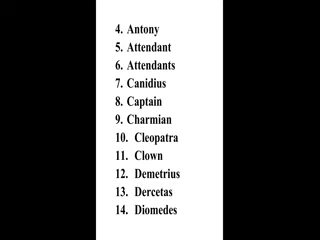 4. Antony
5. Attendant
6. Attendants
7. Canidius
8. Captain
9. Charmian
10. Cleopatra
11. Clown
12. Demetrius
13. Dercetas
14. Diomedes